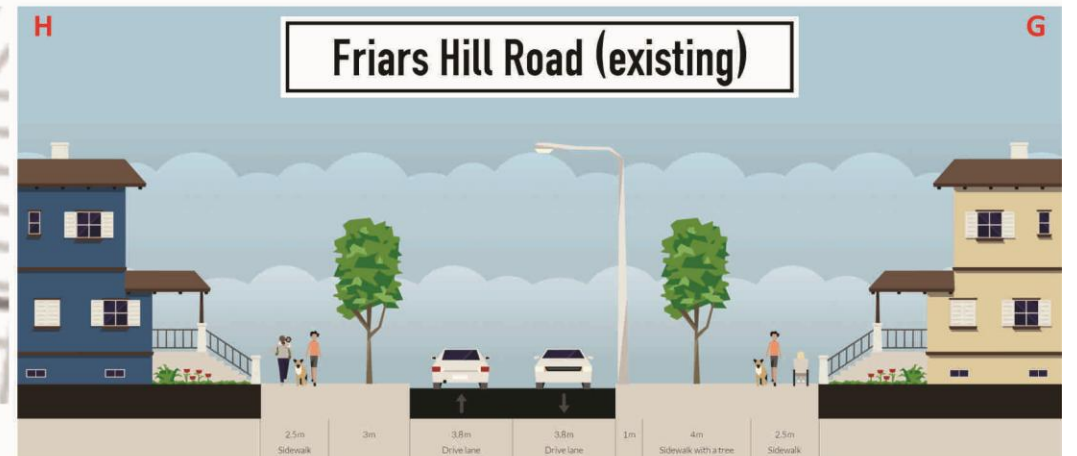 H
G
Friars Hill Road (existing)
2.5m
Sidewalk
3m
3.8m
Drive lane
3.8m
Drive lane
1m
4m
Sidewalk with a tree
2.5m
Sidewalk